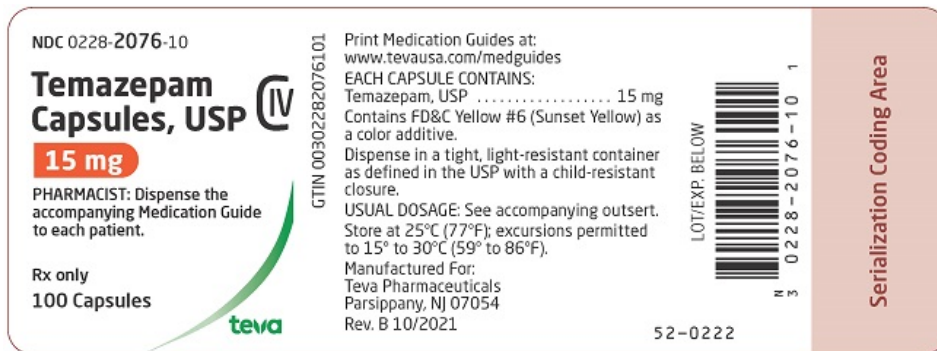 NDC 0228-2076-10
Temazepam
Capsules, USP CIV
15 mg
PHARMACIST: Dispense the
accompanying Medication Guide
to each patient.
Rx only
100 Capsules
teva
GTIN 00302282076101
Print Medication Guides at:
www.tevausa.com/medguides
EACH CAPSULE CONTAINS:
Temazepam, USP ................... 15 mg
Contains FD&C Yellow #6 (Sunset Yellow) as
a color additive.
Dispense in a tight, light-resistant container
as defined in the USP with a child-resistant
closure.
USUAL DOSAGE: See accompanying outsert.
Store at 25°C (77°F); excursions permitted
to 15° to 30°C (59° to 86°F).
Manufactured For:
Teva Pharmaceuticals
Parsippany, NJ 07054
Rev. B 10/2021
52-0222
LOT/EXP. BELOW
N3 0228-2076-10 1
Serialization Coding Area